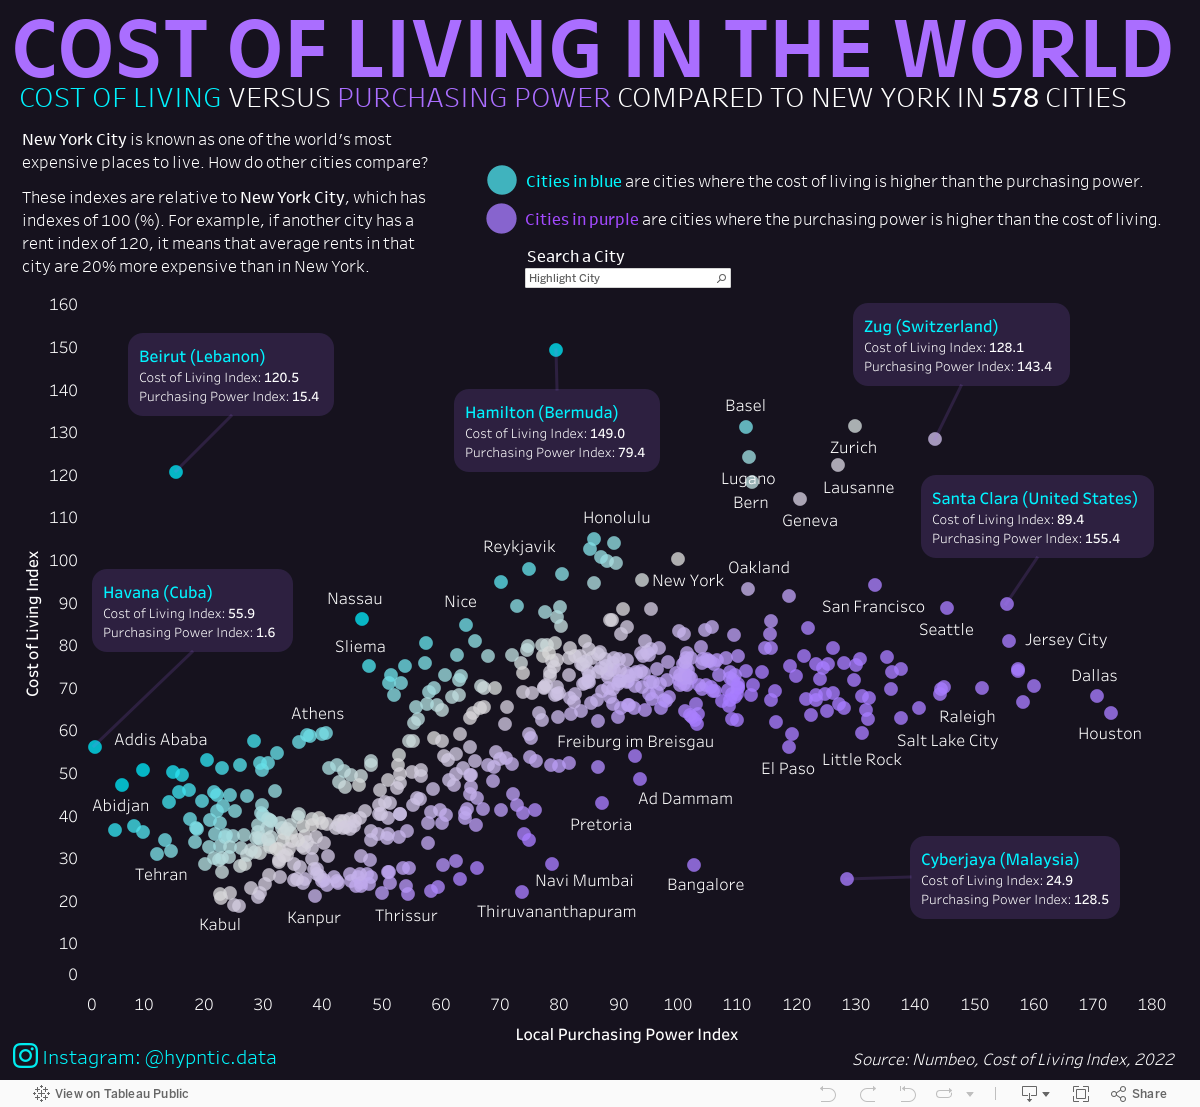 COST OF LIVING IN THE WORLD
COST OF LIVING VERSUS PURCHASING POWER COMPARED TO NEW YORK IN 578 CITIES
New York City is known as one of the world's most
expensive places to live. How do other cities compare?
These indexes are relative to New York City, which has
indexes of 100 (%). For example, if another city has a
rent index of 120, it means that average rents in that
city are 20% more expensive than in New York.
Cities in blue are cities where the cost of living is higher than the purchasing power.
Cities in purple are cities where the purchasing power is higher than the cost of living.
Search a City
Highlight City
Cost of Living Index
160
150
140
130
120
110
100
90
80
70
60
50
40
30
20
10
0
Beirut (Lebanon)
Cost of Living Index: 120.5
Purchasing Power Index: 15.4
Hamilton (Bermuda)
Cost of Living Index: 149.0
Purchasing Power Index: 79.4
Zug (Switzerland)
Cost of Living Index: 128.1
Purchasing Power Index: 143.4
Basel
Zurich
Lugano
Lausanne
Bern
Geneva
Santa Clara (United States)
Cost of Living Index: 89.4
Purchasing Power Index: 155.4
Honolulu
Reykjavik
Oakland
New York
Havana (Cuba)
Cost of Living Index: 55.9
Purchasing Power Index: 1.6
Nassau
Nice
San Francisco
Seattle
Sliema
Jersey City
Dallas
Athens
Raleigh
Houston
Addis Ababa
Freiburg im Breisgau
Salt Lake City
Little Rock
El Paso
Abidjan
Ad Dammam
Pretoria
Tehran
Navi Mumbai
Bangalore
Cyberjaya (Malaysia)
Cost of Living Index: 24.9
Purchasing Power Index: 128.5
Kabul
Kanpur
Thrissur
Thiruvananthapuram
0 10 20 30 40 50 60 70 80 90 100 110 120 130 140 150 160 170 180
Local Purchasing Power Index
Instagram: @hypntic.data
Source: Numbeo, Cost of Living Index, 2022
View on Tableau Public
Share